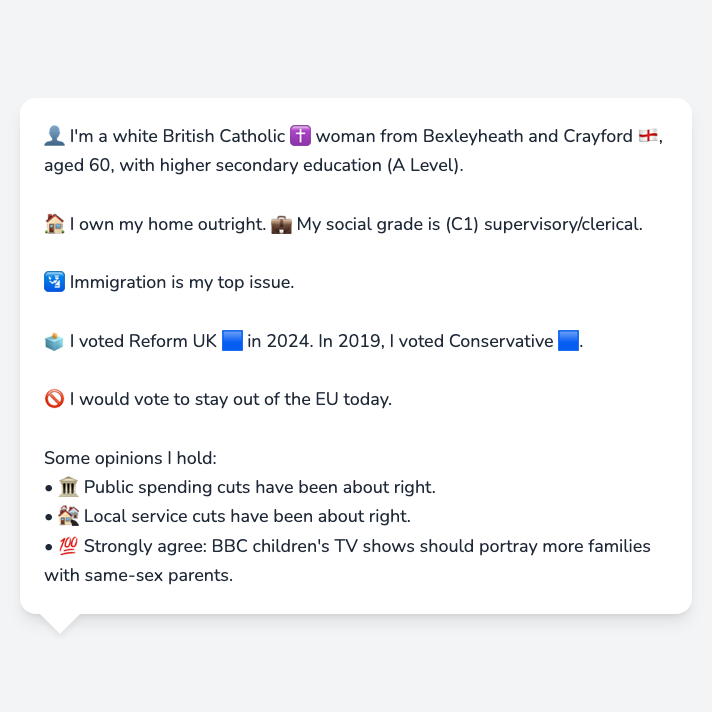 👤 I'm a white British Catholic ✝️ woman from Bexleyheath and Crayford 🏴󠁧󠁢󠁥󠁮󠁧󠁿,
aged 60, with higher secondary education (A Level).
🏠 I own my home outright. 💼 My social grade is (C1) supervisory/clerical.
🛂 Immigration is my top issue.
🗳️ I voted Reform UK 🟦 in 2024. In 2019, I voted Conservative 🟦.
🚫 I would vote to stay out of the EU today.
Some opinions I hold:
• 🏛️ Public spending cuts have been about right.
• 🏘️ Local service cuts have been about right.
• 💯 Strongly agree: BBC children's TV shows should portray more families
with same-sex parents.